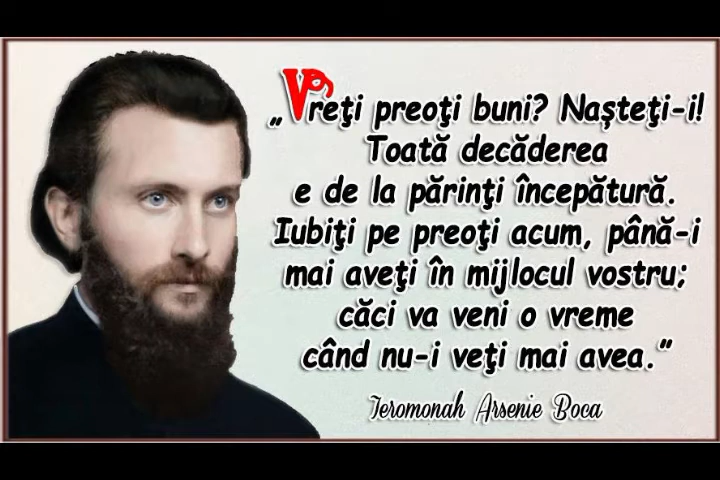 „Vreţi preoţi buni? Nașteţi-i!
Toată decăderea
e de la părinţi începătură.
Iubiţi pe preoţi acum, până-i
mai aveţi în mijlocul vostru;
căci va veni o vreme
când nu-i veţi mai avea.”
Ieromonah Arsenie Boca